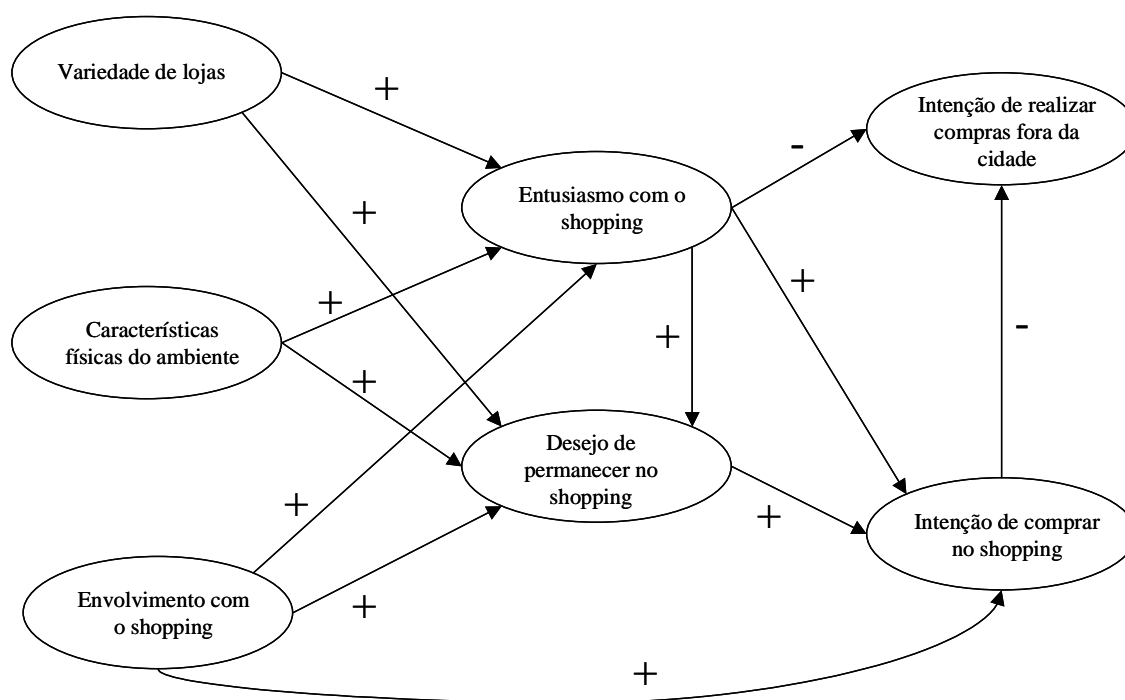 Variedade de lojas
+
Intenção de realizar
compras fora da
cidade
-
Entusiasmo com o
shopping
+
+
+
Características
físicas do ambiente
-
+
+
Desejo de
permanecer no
shopping
+
+
Intenção de comprar
no shopping
Envolvimento com
o shopping
+
+